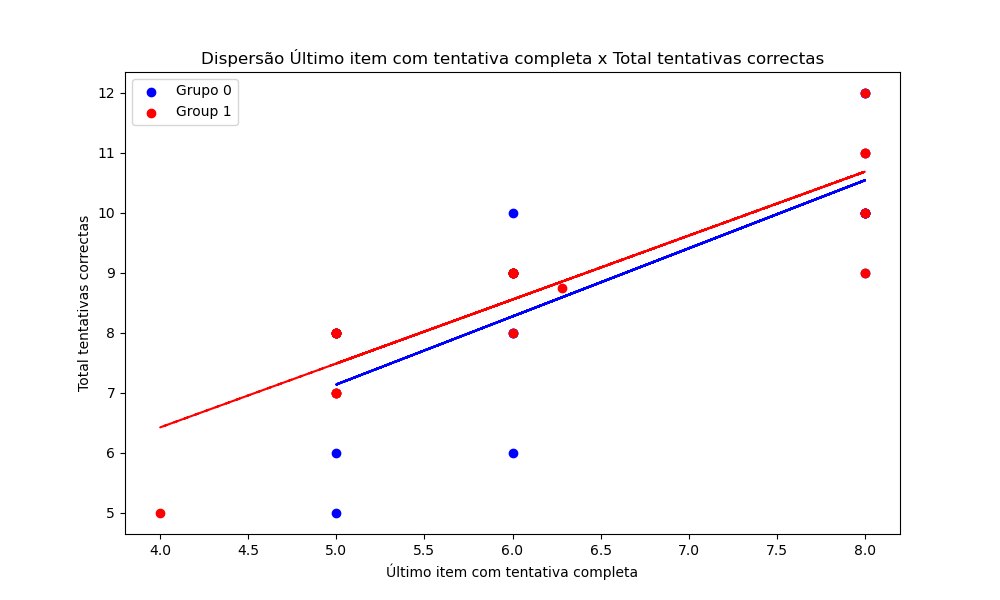 Dispersão Último item com tentativa completa x Total tentativas correctas
Grupo 0
Group 1
Total tentativas correctas
12
11
10
9
8
7
6
5
4.0 4.5 5.0 5.5 6.0 6.5 7.0 7.5 8.0
Último item com tentativa completa